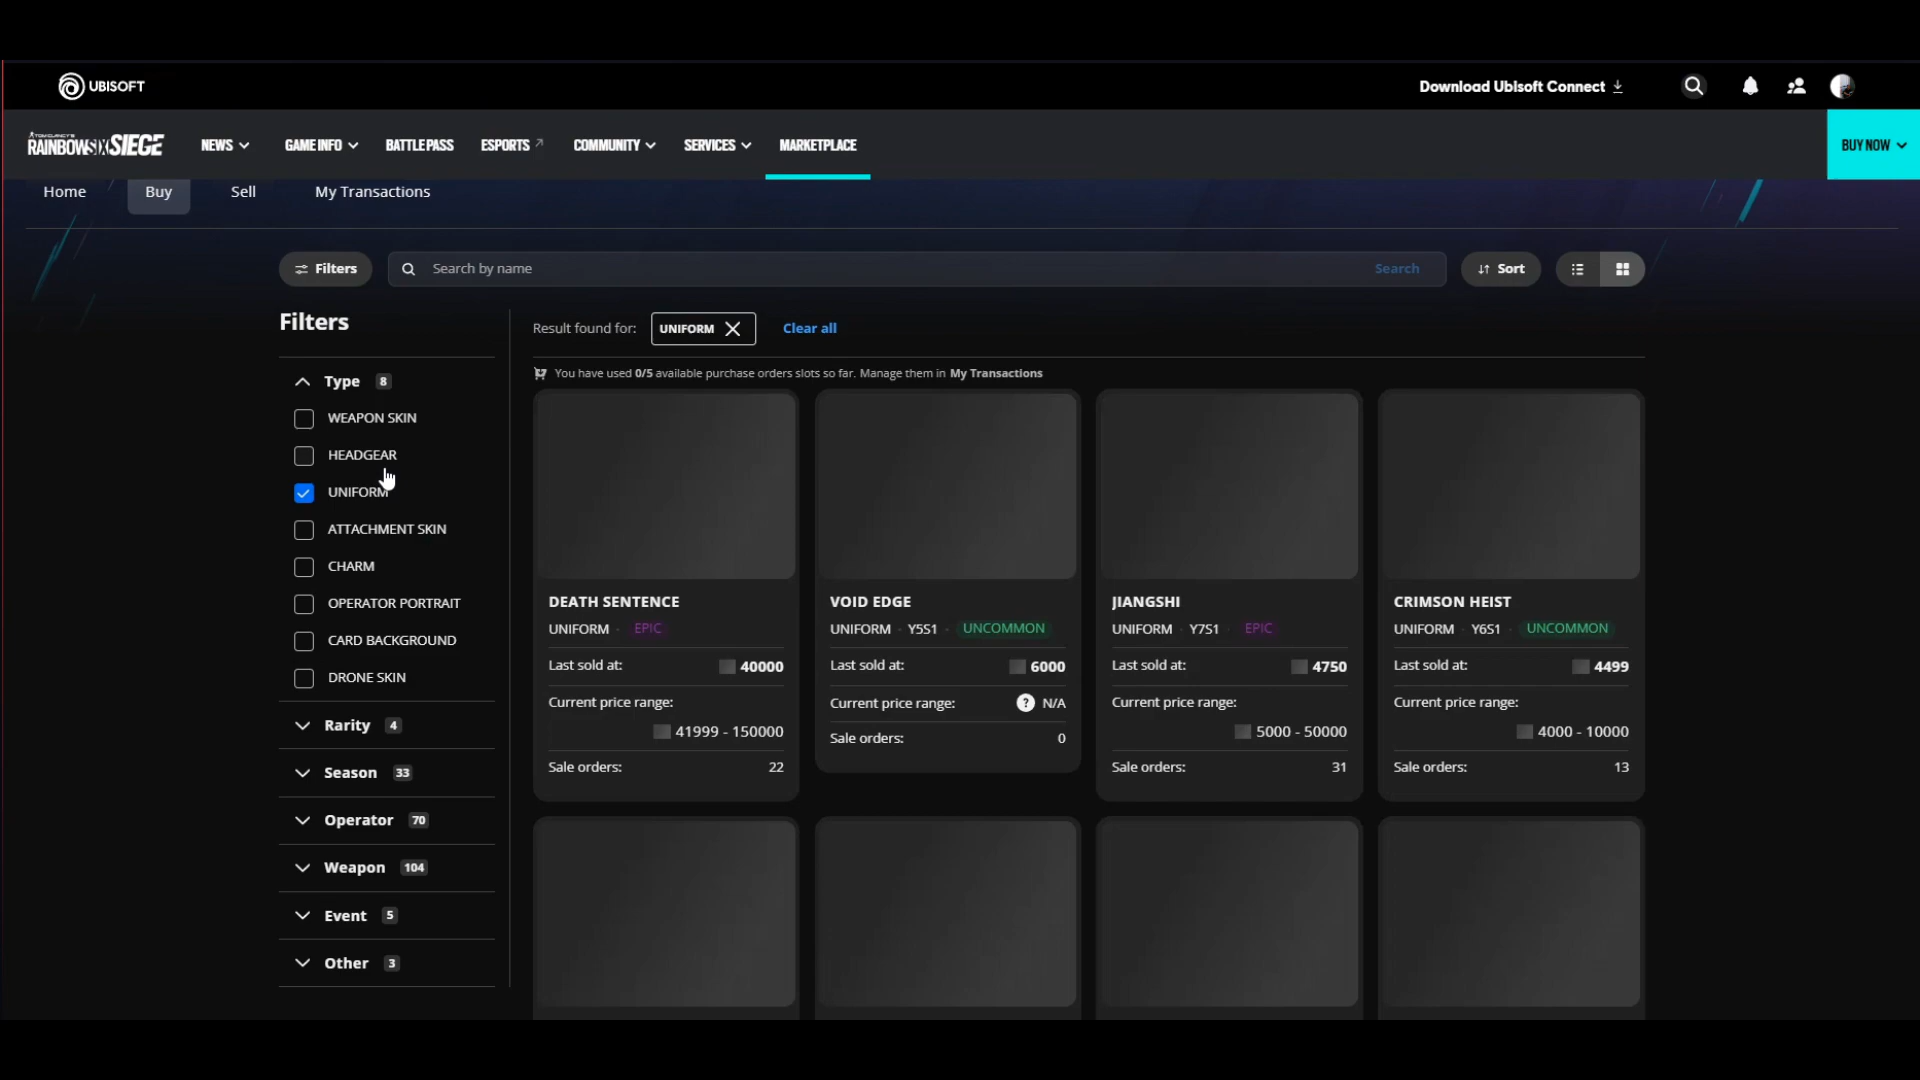 UBISOFT
Download Ubisoft Connect
TOM CLANCY'S
RAINBOWSIXSIEGE
NEWS
GAME INFO
BATTLE PASS
ESPORTS
COMMUNITY
SERVICES
MARKETPLACE
BUY NOW
Home
Buy
Sell
My Transactions
Filters
Search by name
Search
Sort
Filters
Result found for:
UNIFORM
Clear all
You have used 0/5 available purchase orders slots so far. Manage them in My Transactions
Type 8
WEAPON SKIN
HEADGEAR
UNIFORM
ATTACHMENT SKIN
CHARM
OPERATOR PORTRAIT
CARD BACKGROUND
DRONE SKIN
Rarity 4
Season 33
Operator 70
Weapon 104
Event 5
Other 3
DEATH SENTENCE
UNIFORM · EPIC
Last sold at: 40000
Current price range:
41999 - 150000
Sale orders: 22
VOID EDGE
UNIFORM · Y5S1 · UNCOMMON
Last sold at: 6000
Current price range: ? N/A
Sale orders: 0
JIANGSHI
UNIFORM · Y7S1 · EPIC
Last sold at: 4750
Current price range:
5000 - 50000
Sale orders: 31
CRIMSON HEIST
UNIFORM · Y6S1 · UNCOMMON
Last sold at: 4499
Current price range:
4000 - 10000
Sale orders: 13